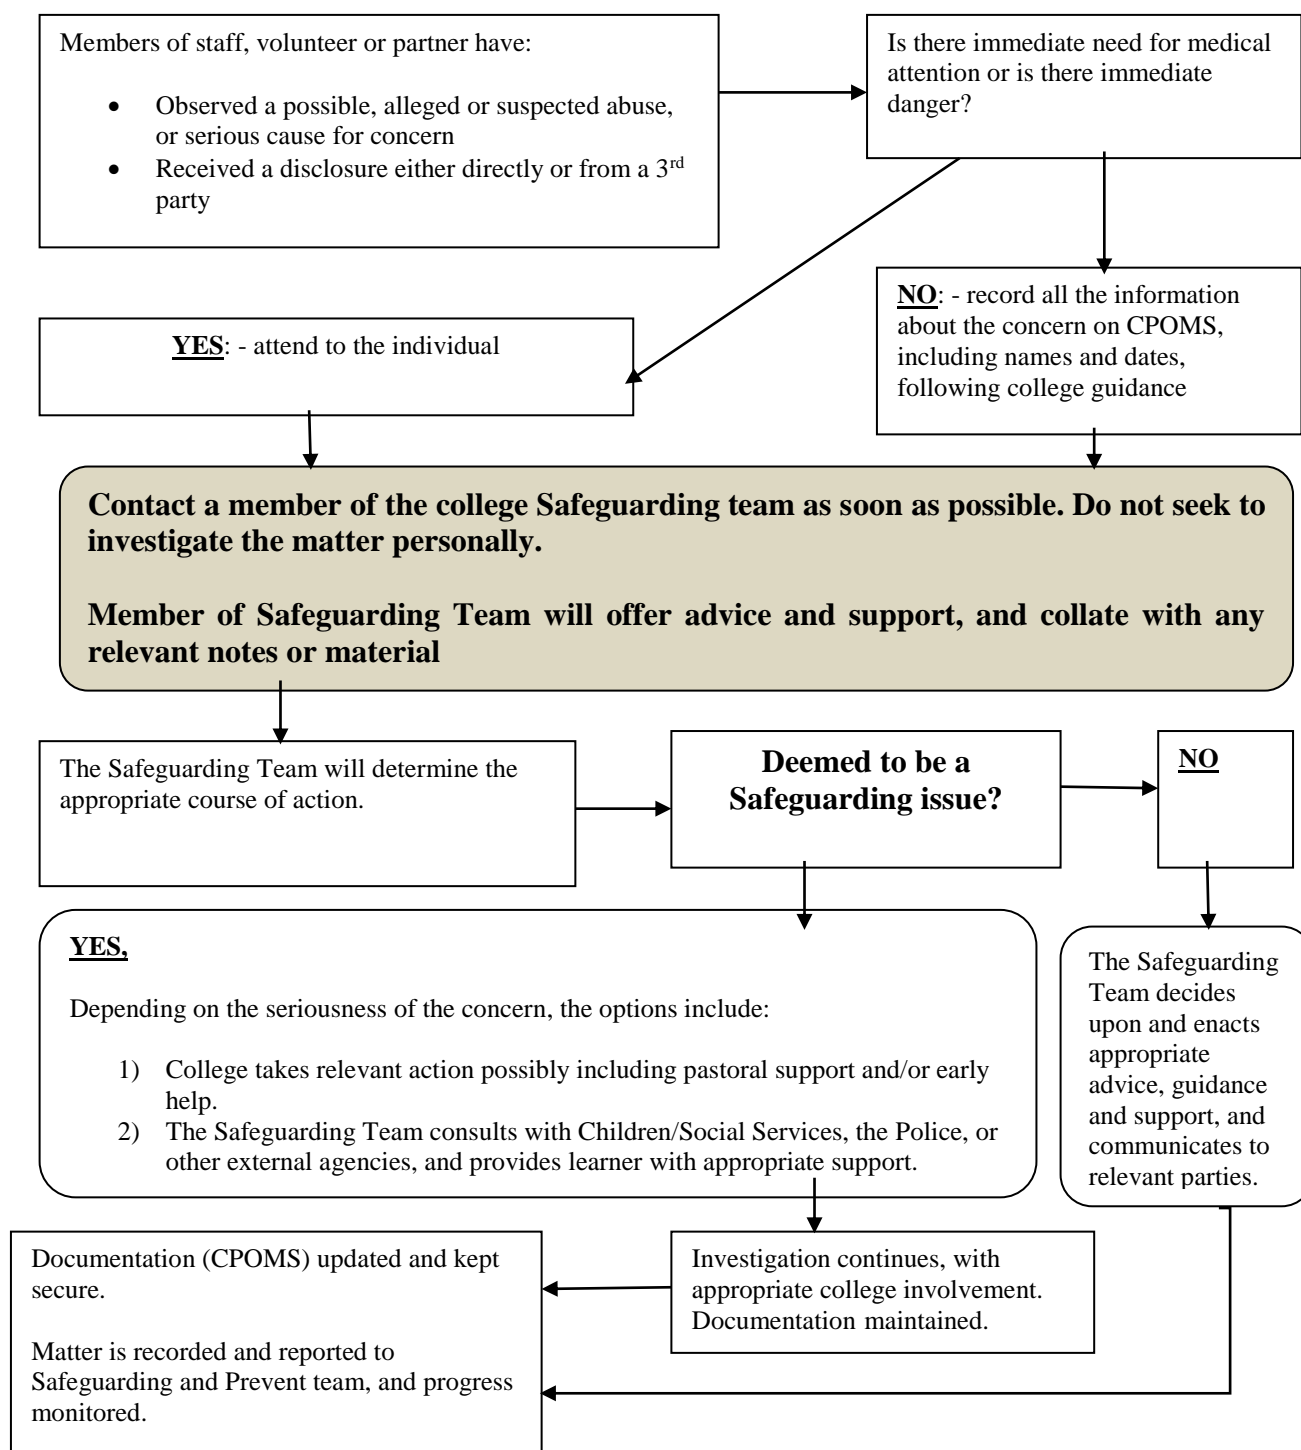 Members of staff, volunteer or partner have:
• Observed a possible, alleged or suspected abuse,
or serious cause for concern
• Received a disclosure either directly or from a 3rd
party
Is there immediate need for medical
attention or is there immediate
danger?
YES: - attend to the individual
NO: - record all the information
about the concern on CPOMS,
including names and dates,
following college guidance
Contact a member of the college Safeguarding team as soon as possible. Do not seek to
investigate the matter personally.
Member of Safeguarding Team will offer advice and support, and collate with any
relevant notes or material
The Safeguarding Team will determine the
appropriate course of action.
Deemed to be a
Safeguarding issue?
NO
YES,
Depending on the seriousness of the concern, the options include:
1) College takes relevant action possibly including pastoral support and/or early
help.
2) The Safeguarding Team consults with Children/Social Services, the Police, or
other external agencies, and provides learner with appropriate support.
The Safeguarding
Team decides
upon and enacts
appropriate
advice, guidance
and support, and
communicates to
relevant parties.
Investigation continues, with
appropriate college involvement.
Documentation maintained.
Documentation (CPOMS) updated and kept
secure.
Matter is recorded and reported to
Safeguarding and Prevent team, and progress
monitored.